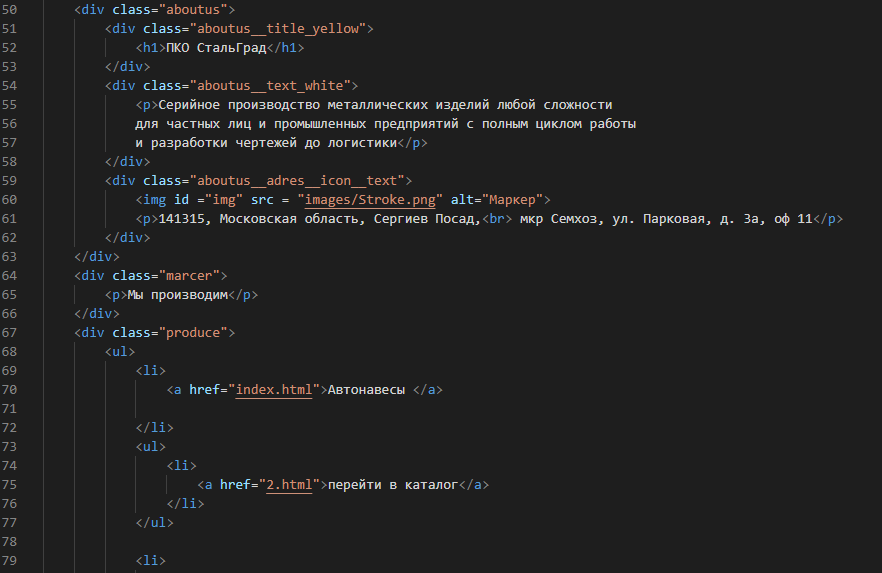 50 <div class="aboutus">
51 <div class="aboutus__title_yellow">
52 <h1>ПКО СтальГрад</h1>
53 </div>
54 <div class="aboutus__text_white">
55 <p>Серийное производство металлических изделий любой сложности
56 для частных лиц и промышленных предприятий с полным циклом работы
57 и разработки чертежей до логистики</p>
58 </div>
59 <div class="aboutus__adres__icon__text">
60 <img id ="img" src = "images/Stroke.png" alt="Маркер">
61 <p>141315, Московская область, Сергиев Посад,<br> мкр Семхоз, ул. Парковая, д. 3а, оф 11</p>
62 </div>
63 </div>
64 <div class="marcer">
65 <p>Мы производим</p>
66 </div>
67 <div class="produce">
68 <ul>
69 <li>
70 <a href="index.html">Автонавесы </a>
71
72 </li>
73 <ul>
74 <li>
75 <a href="2.html">перейти в каталог</a>
76 </li>
77 </ul>
78
79 <li>